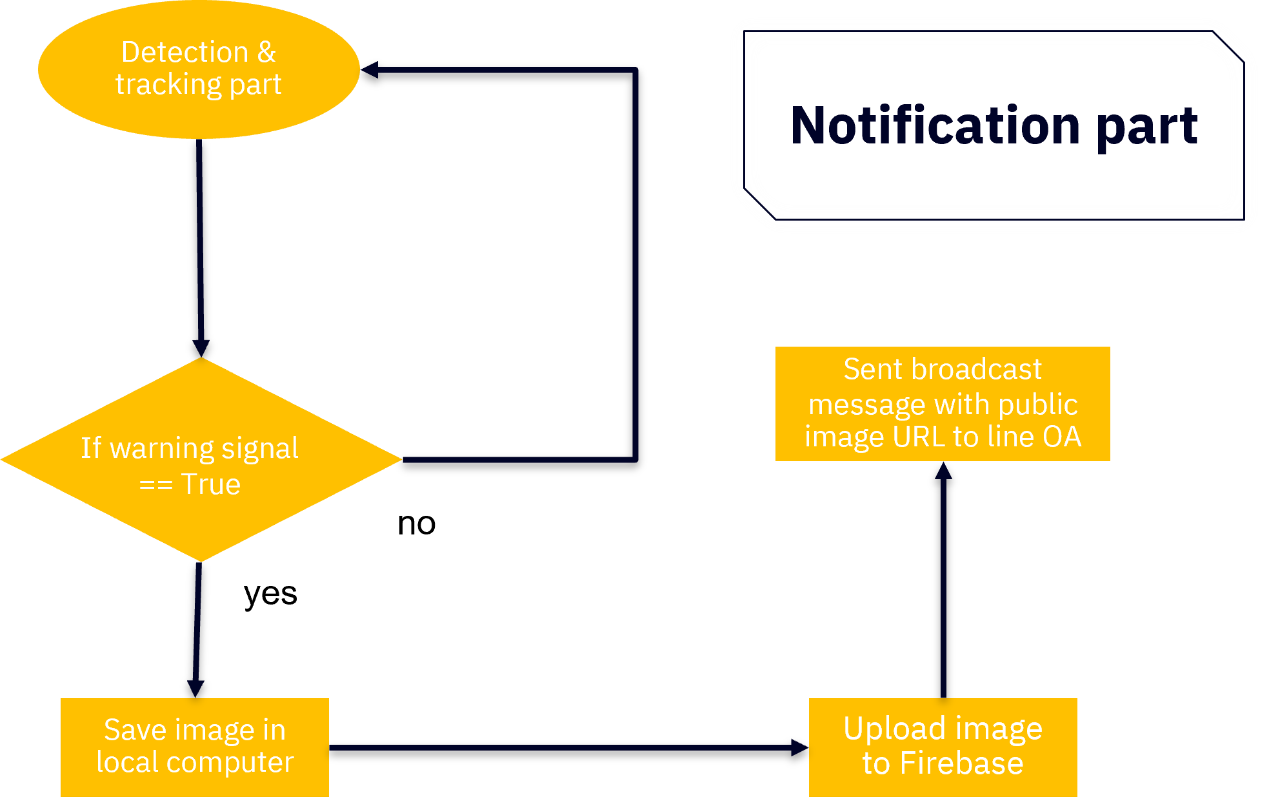 Detection &
tracking part
Notification part
If warning signal
== True
no
yes
Save image in
local computer
Upload image
to Firebase
Sent broadcast
message with public
image URL to line OA